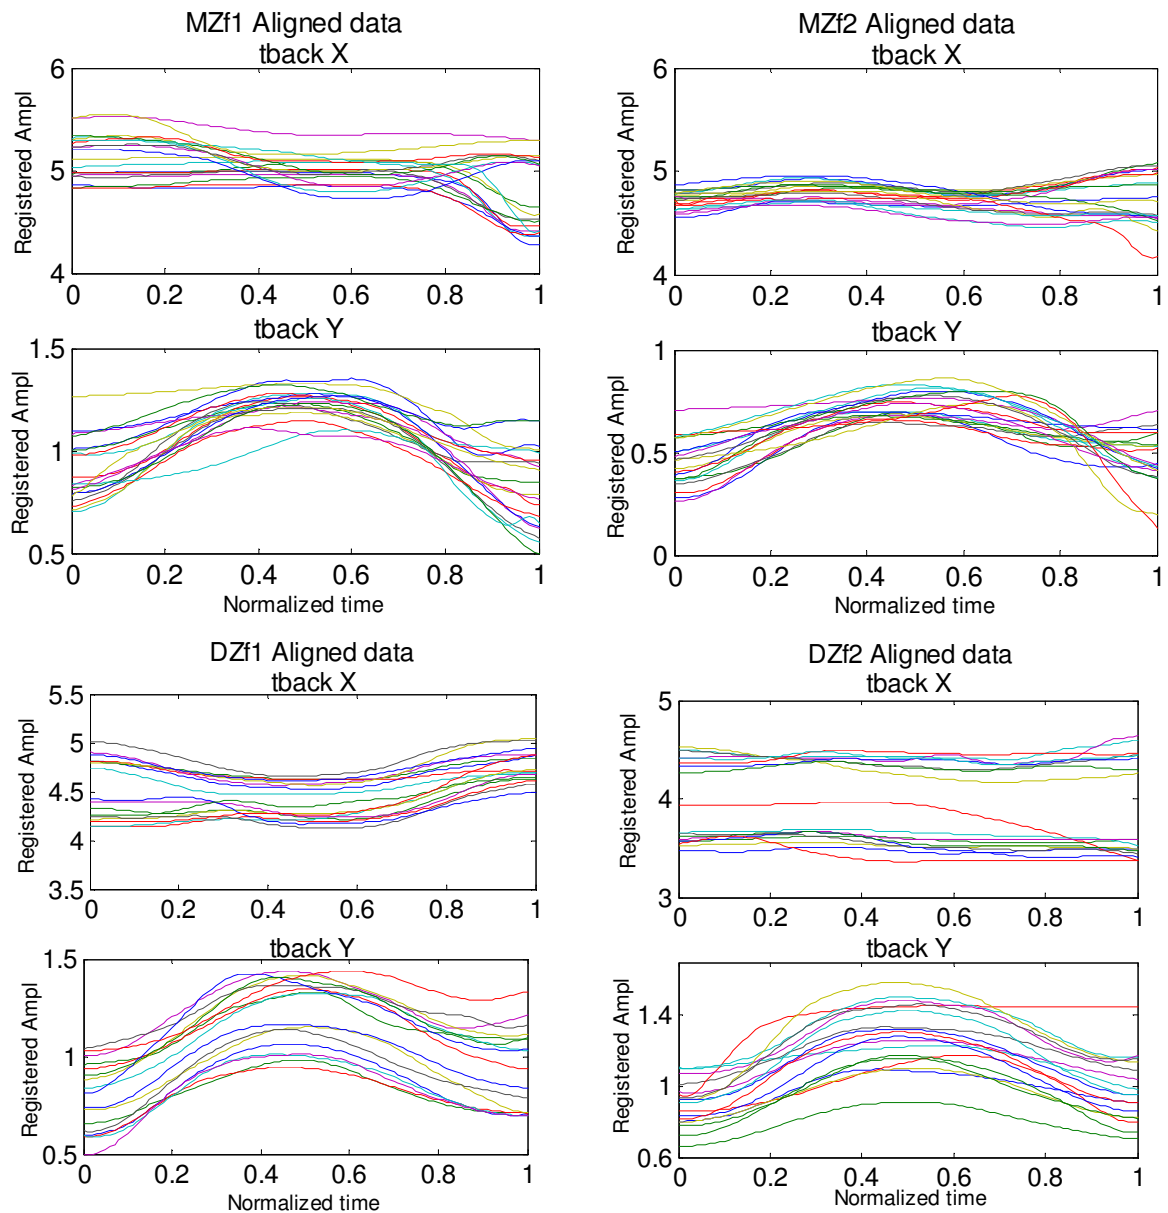 MZf1 Aligned data
tback X
6
5
4
Registered Ampl
0 0.2 0.4 0.6 0.8 1
tback Y
1.5
1
0.5
Registered Ampl
0 0.2 0.4 0.6 0.8 1
Normalized time
MZf2 Aligned data
tback X
6
5
4
Registered Ampl
0 0.2 0.4 0.6 0.8 1
tback Y
1
0.5
0
Registered Ampl
0 0.2 0.4 0.6 0.8 1
Normalized time
DZf1 Aligned data
tback X
5.5
5
4.5
4
3.5
Registered Ampl
0 0.2 0.4 0.6 0.8 1
tback Y
1.5
1
0.5
Registered Ampl
0 0.2 0.4 0.6 0.8 1
Normalized time
DZf2 Aligned data
tback X
5
4
3
Registered Ampl
0 0.2 0.4 0.6 0.8 1
tback Y
1.4
1
0.6
Registered Ampl
0 0.2 0.4 0.6 0.8 1
Normalized time